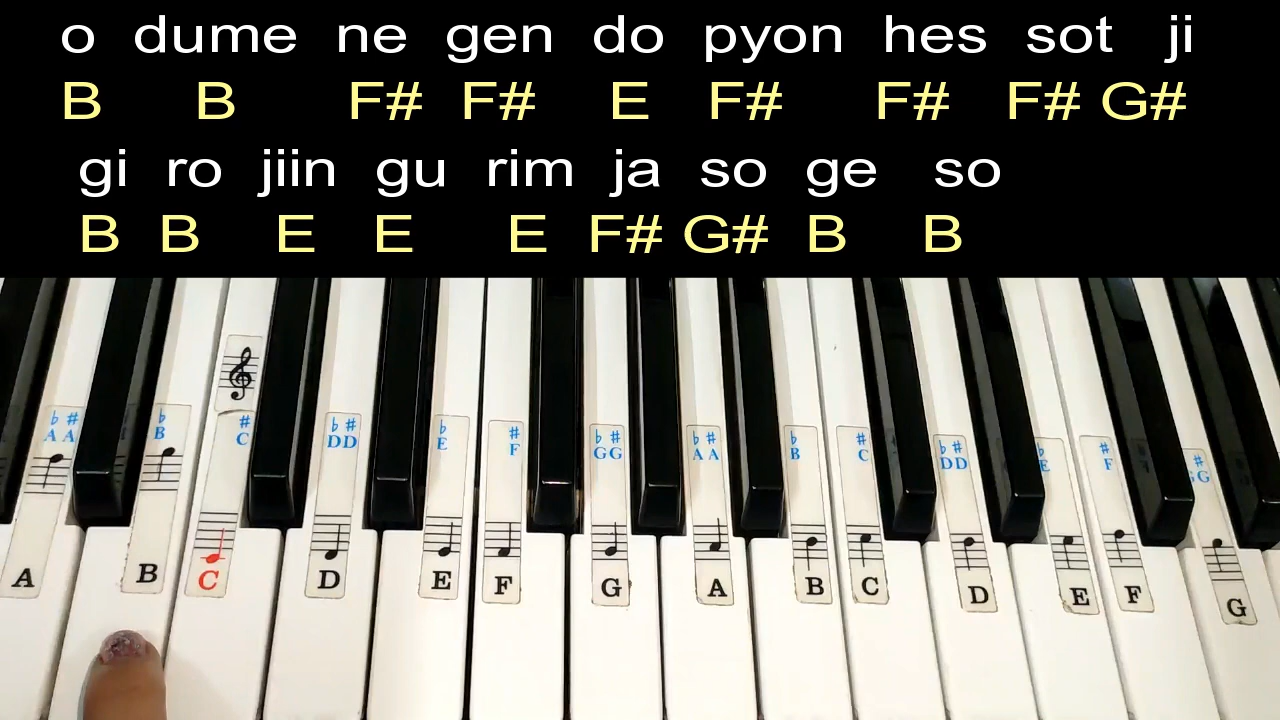 o dume ne gen do pyon hes sot ji
B B F# F# E F# F# F# G#
gi ro jiin gu rim ja so ge so
B B E E E F# G# B B
♭ # ♭ # ♭ # ♭ ♭ # ♭ # ♭ # ♭ # ♭ #
A A B C D D E F G G A A B C D D E F G
A B C D E F G A B C D E F G